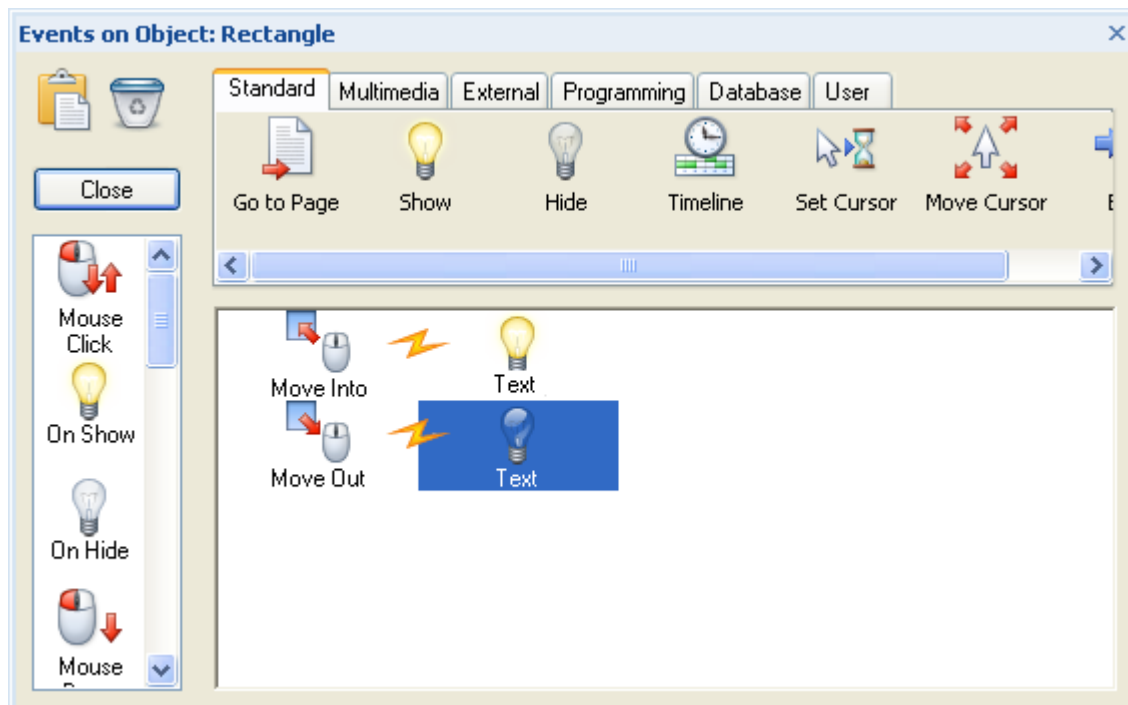 Events on Object: Rectangle
Standard Multimedia External Programming Database User
Close
Go to Page Show Hide Timeline Set Cursor Move Cursor
Mouse
Click
On Show
On Hide
Mouse
Move Into Text
Move Out Text